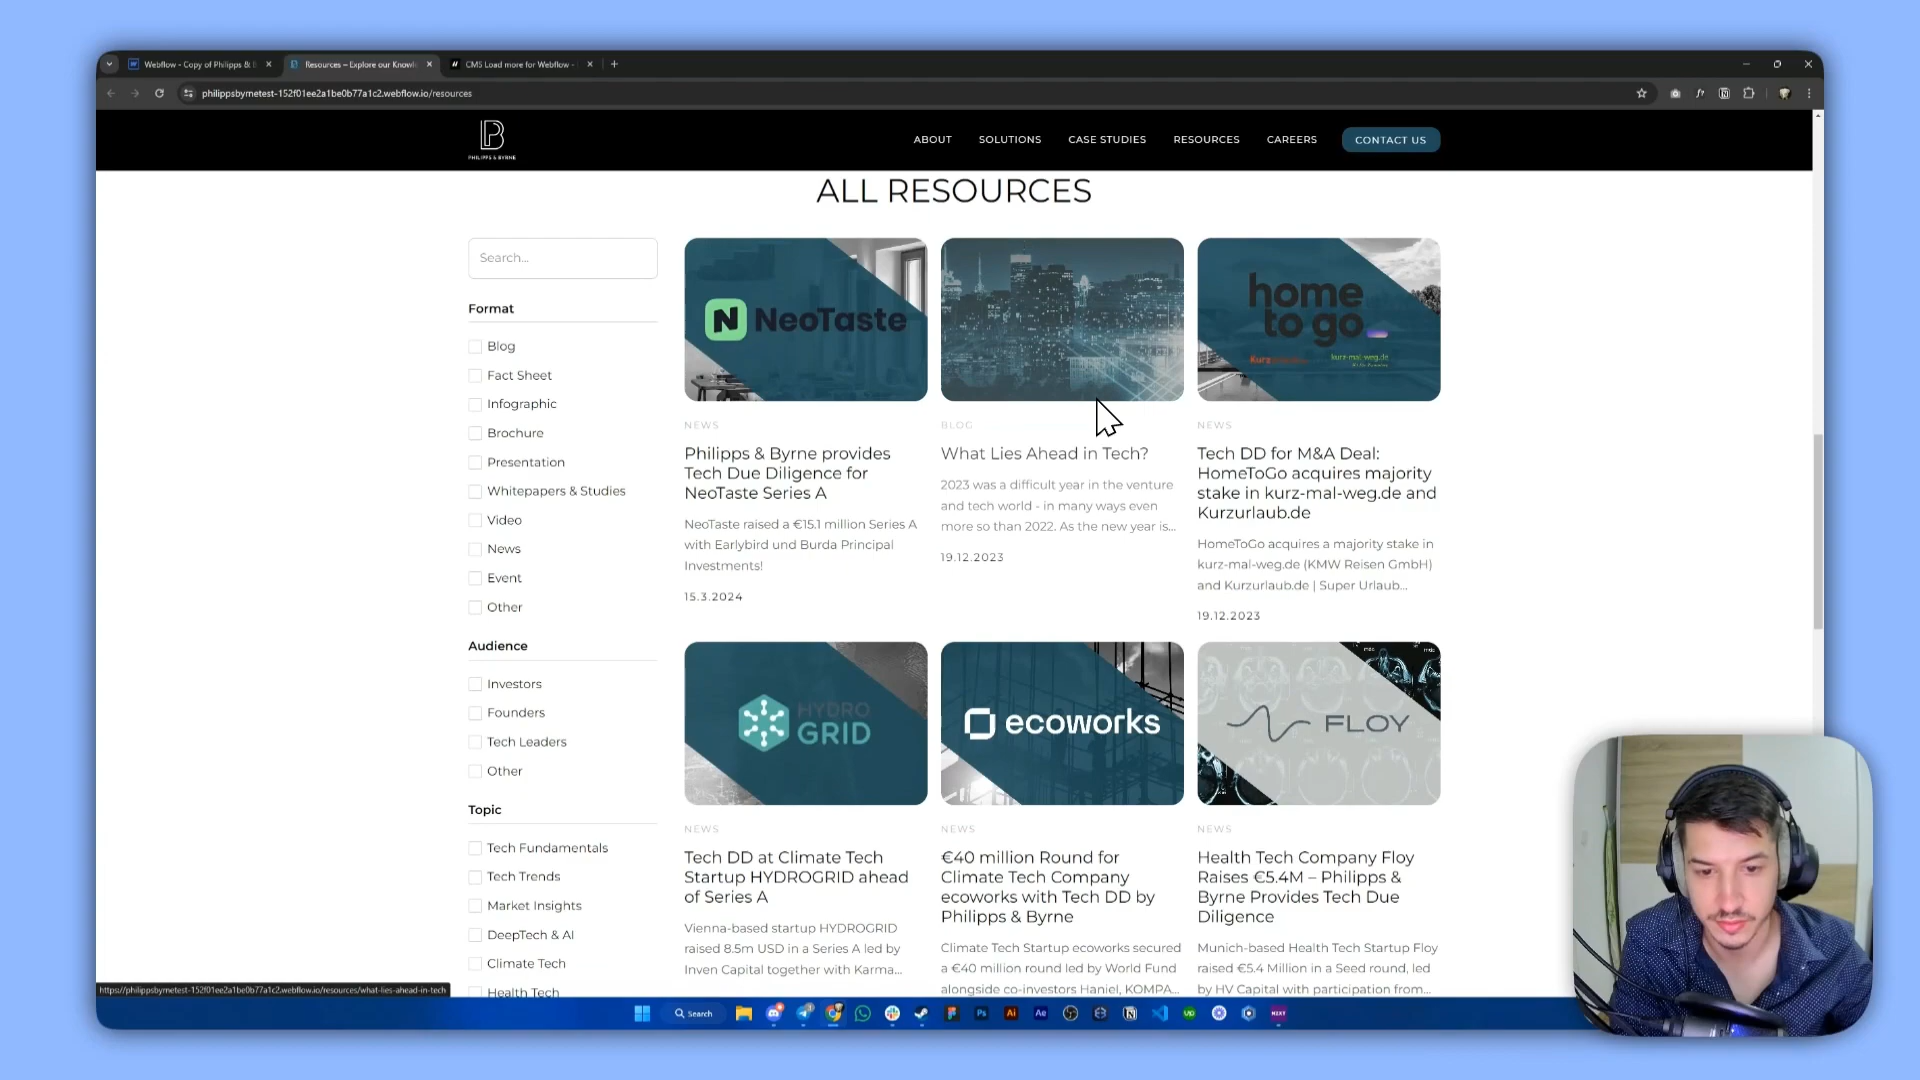 Webflow - Copy of Philipps & B
Resources – Explore our Knowle
CMS Load more for Webflow -
philippsbyrnetest-152f01ee2a1be0b77a1c2.webflow.io/resources
PHILIPPS & BYRNE
ABOUT
SOLUTIONS
CASE STUDIES
RESOURCES
CAREERS
CONTACT US
ALL RESOURCES
Search...
Format
Blog
Fact Sheet
Infographic
Brochure
Presentation
Whitepapers & Studies
Video
News
Event
Other
Audience
Investors
Founders
Tech Leaders
Other
Topic
Tech Fundamentals
Tech Trends
Market Insights
DeepTech & AI
Climate Tech
Health Tech
N NeoTaste
NEWS
Philipps & Byrne provides
Tech Due Diligence for
NeoTaste Series A
NeoTaste raised a €15.1 million Series A
with Earlybird und Burda Principal
Investments!
15.3.2024
BLOG
What Lies Ahead in Tech?
2023 was a difficult year in the venture
and tech world - in many ways even
more so than 2022. As the new year is...
19.12.2023
home
to go
kurz-mal-weg.de
NEWS
Tech DD for M&A Deal:
HomeToGo acquires majority
stake in kurz-mal-weg.de and
Kurzurlaub.de
HomeToGo acquires a majority stake in
kurz-mal-weg.de (KMW Reisen GmbH)
and Kurzurlaub.de | Super Urlaub...
19.12.2023
HYDRO
GRID
NEWS
Tech DD at Climate Tech
Startup HYDROGRID ahead
of Series A
Vienna-based startup HYDROGRID
raised 8.5m USD in a Series A led by
Inven Capital together with Karma...
ecoworks
NEWS
€40 million Round for
Climate Tech Company
ecoworks with Tech DD by
Philipps & Byrne
Climate Tech Startup ecoworks secured
a €40 million round led by World Fund
alongside co-investors Haniel, KOMPA...
FLOY
NEWS
Health Tech Company Floy
Raises €5.4M – Philipps &
Byrne Provides Tech Due
Diligence
Munich-based Health Tech Startup Floy
raised €5.4 Million in a Seed round, led
by HV Capital with participation from...
https://philippsbyrnetest-152f01ee2a1be0b77a1c2.webflow.io/resources/what-lies-ahead-in-tech
Search
Ps
Ai
Ae